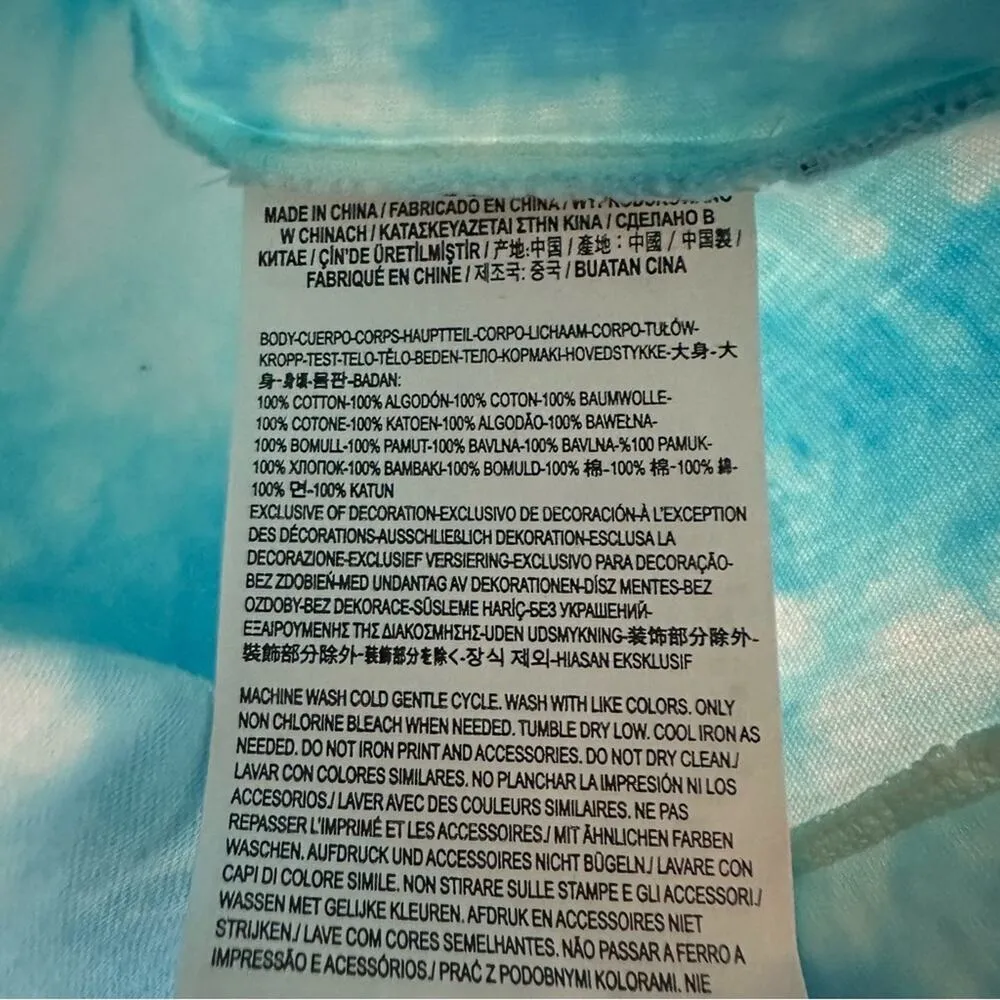 MADE IN CHINA / FABRICADO EN CHINA / WYPRODUKOWANO
W CHINACH / ΚΑΤΑΣΚΕΥΑΖΕΤΑΙ ΣΤΗΝ ΚΙΝΑ / СДЕЛАНО В
КИТАЕ / ÇİN'DE ÜRETİLMİŞTİR / 产地:中国 / 產地：中國 / 中国製 /
FABRIQUÉ EN CHINE / 제조국: 중국 / BUATAN CINA
BODY-CUERPO-CORPS-HAUPTTEIL-CORPO-LICHAAM-CORPO-TUŁÓW-
KROPP-TEST-TELO-TĚLO-BEDEN-ТЕЛО-ΚΟΡΜΑΚΙ-HOVEDSTYKKE-大身-大
身-身頃-몸판-BADAN:
100% COTTON-100% ALGODÓN-100% COTON-100% BAUMWOLLE-
100% COTONE-100% KATOEN-100% ALGODÃO-100% BAWEŁNA-
100% BOMULL-100% PAMUT-100% BAVLNA-100% BAVLNA-%100 PAMUK-
100% ХЛОПОК-100% ΒΑΜΒΑΚΙ-100% BOMULD-100% 棉-100% 棉-100% 綿-
100% 면-100% KATUN
EXCLUSIVE OF DECORATION-EXCLUSIVO DE DECORACIÓN-À L'EXCEPTION
DES DÉCORATIONS-AUSSCHLIEßLICH DEKORATION-ESCLUSA LA
DECORAZIONE-EXCLUSIEF VERSIERING-EXCLUSIVO PARA DECORAÇÃO-
BEZ ZDOBIEŃ-MED UNDANTAG AV DEKORATIONEN-DÍSZ MENTES-BEZ
OZDOBY-BEZ DEKORACE-SÜSLEME HARİÇ-БЕЗ УКРАШЕНИЙ-
ΕΞΑΙΡΟΥΜΕΝΗΣ ΤΗΣ ΔΙΑΚΟΣΜΗΣΗΣ-UDEN UDSMYKNING-装饰部分除外-
裝飾部分除外-装飾部分を除く-장식 제외-HIASAN EKSKLUSIF
MACHINE WASH COLD GENTLE CYCLE. WASH WITH LIKE COLORS. ONLY
NON CHLORINE BLEACH WHEN NEEDED. TUMBLE DRY LOW. COOL IRON AS
NEEDED. DO NOT IRON PRINT AND ACCESSORIES. DO NOT DRY CLEAN./
LAVAR CON COLORES SIMILARES. NO PLANCHAR LA IMPRESIÓN NI LOS
ACCESORIOS./ LAVER AVEC DES COULEURS SIMILAIRES. NE PAS
REPASSER L'IMPRIMÉ ET LES ACCESSOIRES./ MIT ÄHNLICHEN FARBEN
WASCHEN. AUFDRUCK UND ACCESSOIRES NICHT BÜGELN./ LAVARE CON
CAPI DI COLORE SIMILE. NON STIRARE SULLE STAMPE E GLI ACCESSORI./
WASSEN MET GELIJKE KLEUREN. AFDRUK EN ACCESSOIRES NIET
STRIJKEN./ LAVE COM CORES SEMELHANTES. NÃO PASSAR A FERRO A
IMPRESSÃO E ACESSÓRIOS./ PRAĆ Z PODOBNYMI KOLORAMI. NIE